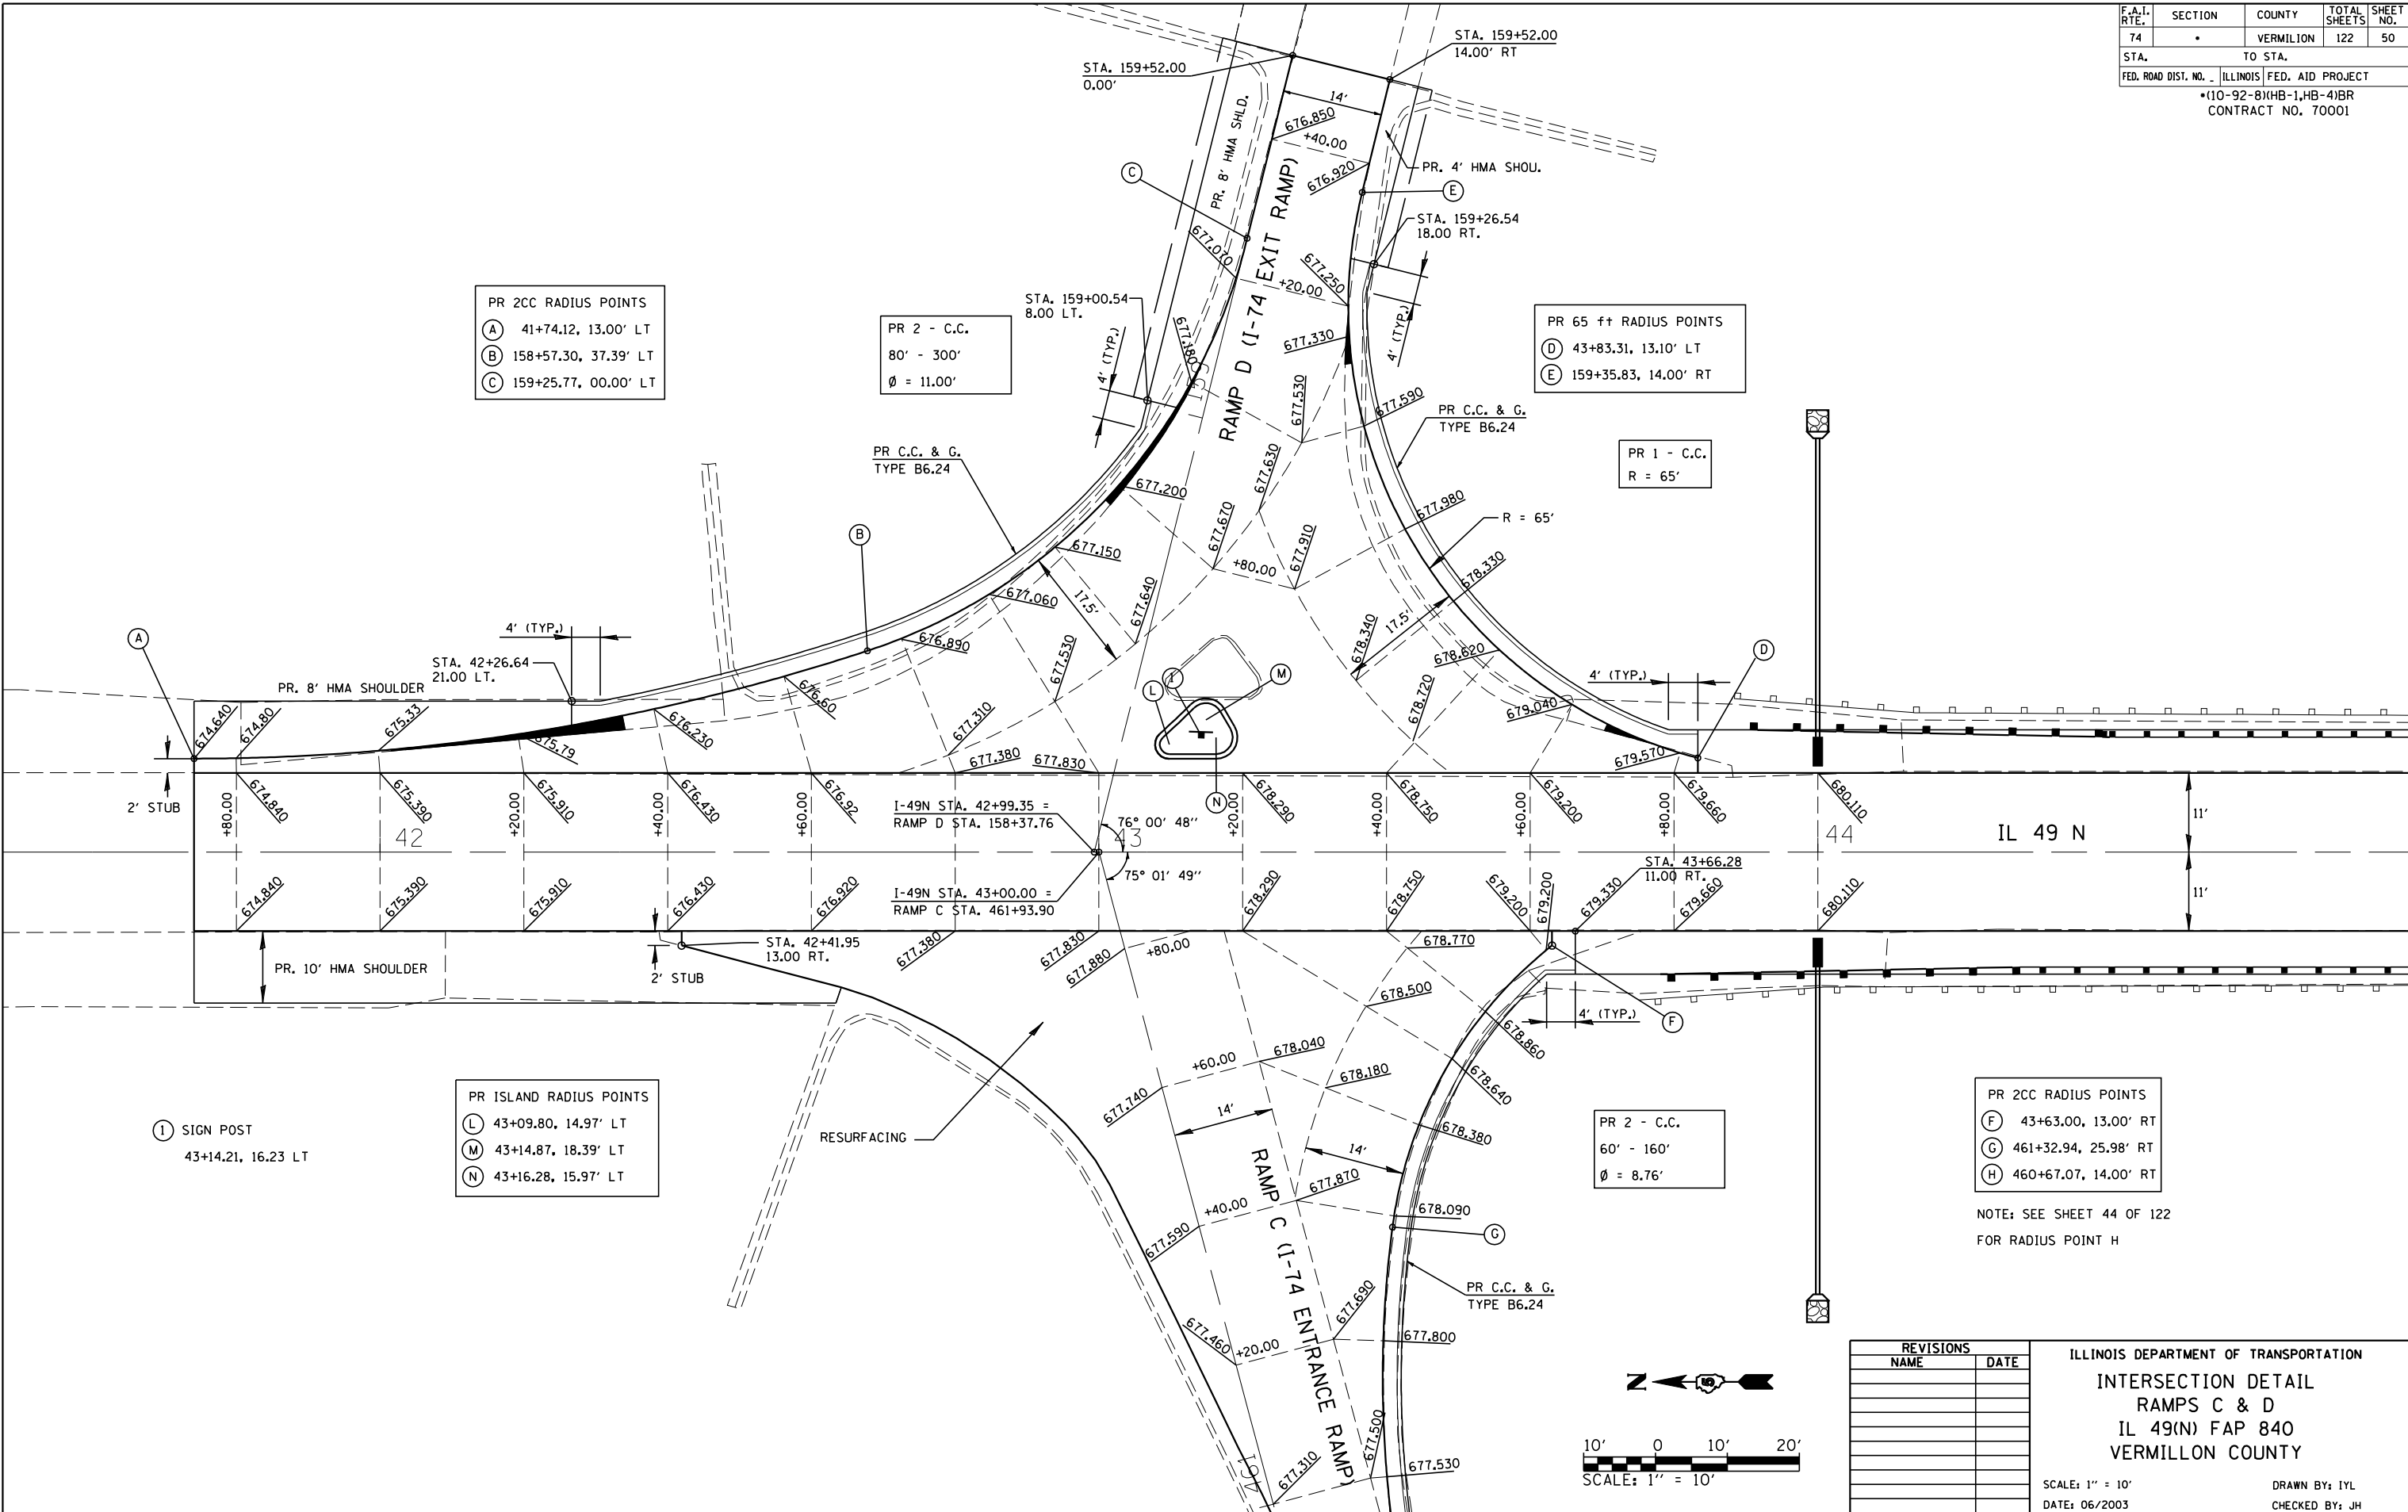 F.A.I. RTE. SECTION COUNTY TOTAL SHEETS SHEET NO.
74 • VERMILION 122 50
STA. TO STA.
FED. ROAD DIST. NO. _ ILLINOIS FED. AID PROJECT
•(10-92-8)(HB-1,HB-4)BR
CONTRACT NO. 70001
STA. 159+52.00
0.00'
STA. 159+52.00
14.00' RT
14'
676.850
+40.00
676.920
PR. 8' HMA SHLD.
PR. 4' HMA SHOU.
C
E
STA. 159+26.54
18.00 RT.
677.070
677.250
+20.00
RAMP D (I-74 EXIT RAMP)
STA. 159+00.54
8.00 LT.
4' (TYP.)
677.180
677.330
4' (TYP.)
159
PR 2CC RADIUS POINTS
A 41+74.12, 13.00' LT
B 158+57.30, 37.39' LT
C 159+25.77, 00.00' LT
PR 2 - C.C.
80' - 300'
Ø = 11.00'
PR 65 ft RADIUS POINTS
D 43+83.31, 13.10' LT
E 159+35.83, 14.00' RT
677.530
677.590
PR C.C. & G.
TYPE B6.24
PR C.C. & G.
TYPE B6.24
PR 1 - C.C.
R = 65'
677.200
677.630
677.670
677.910
677.980
R = 65'
B
677.150
+80.00
678.330
677.060
17.5'
677.640
17.5'
678.340
678.620
A
4' (TYP.)
676.890
677.530
STA. 42+26.64
21.00 LT.
PR. 8' HMA SHOULDER
L
1
M
D
4' (TYP.)
676.60
678.720
679.040
674.640
674.80
675.33
675.79
676.230
677.310
677.380
677.830
679.570
2' STUB
+80.00
674.840
675.390
+20.00
675.910
+40.00
676.430
+60.00
676.92
I-49N STA. 42+99.35 =
RAMP D STA. 158+37.76
76° 00' 48''
N
+20.00
678.290
+40.00
678.750
+60.00
679.200
+80.00
679.660
680.110
11'
42
43
44
IL 49 N
75° 01' 49''
I-49N STA. 43+00.00 =
RAMP C STA. 461+93.90
STA. 43+66.28
11.00 RT.
11'
674.840
675.390
675.910
676.430
676.920
677.380
677.830
678.290
678.750
679.200
679.200
679.330
679.660
680.110
PR. 10' HMA SHOULDER
2' STUB
STA. 42+41.95
13.00 RT.
677.880
+80.00
678.770
678.500
4' (TYP.)
F
678.860
+60.00
678.040
677.740
678.180
678.640
14'
678.380
RESURFACING
14'
1 SIGN POST
43+14.21, 16.23 LT
PR ISLAND RADIUS POINTS
L 43+09.80, 14.97' LT
M 43+14.87, 18.39' LT
N 43+16.28, 15.97' LT
PR 2 - C.C.
60' - 160'
Ø = 8.76'
PR 2CC RADIUS POINTS
F 43+63.00, 13.00' RT
G 461+32.94, 25.98' RT
H 460+67.07, 14.00' RT
NOTE: SEE SHEET 44 OF 122
FOR RADIUS POINT H
677.870
+40.00
677.590
678.090
G
RAMP C (I-74 ENTRANCE RAMP)
PR C.C. & G.
TYPE B6.24
677.690
677.460
+20.00
677.800
677.500
677.530
677.310
461
N
10' 0 10' 20'
SCALE: 1'' = 10'
REVISIONS
NAME DATE
ILLINOIS DEPARTMENT OF TRANSPORTATION
INTERSECTION DETAIL
RAMPS C & D
IL 49(N) FAP 840
VERMILLON COUNTY
SCALE: 1'' = 10' DRAWN BY: IYL
DATE: 06/2003 CHECKED BY: JH